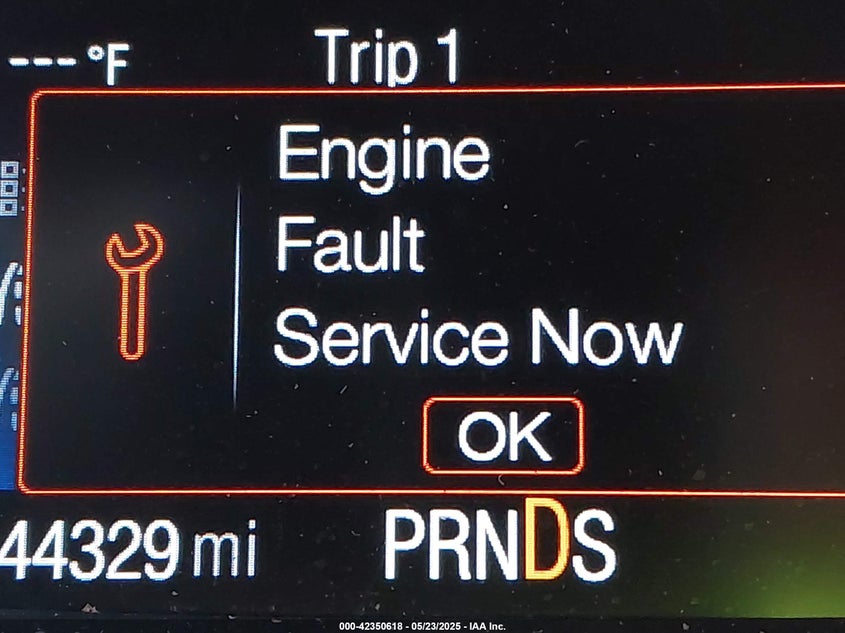 --- °F
Trip 1
Engine
Fault
Service Now
OK
44329 mi
PRNDS
000-42350618 - 05/23/2025 - IAA Inc.